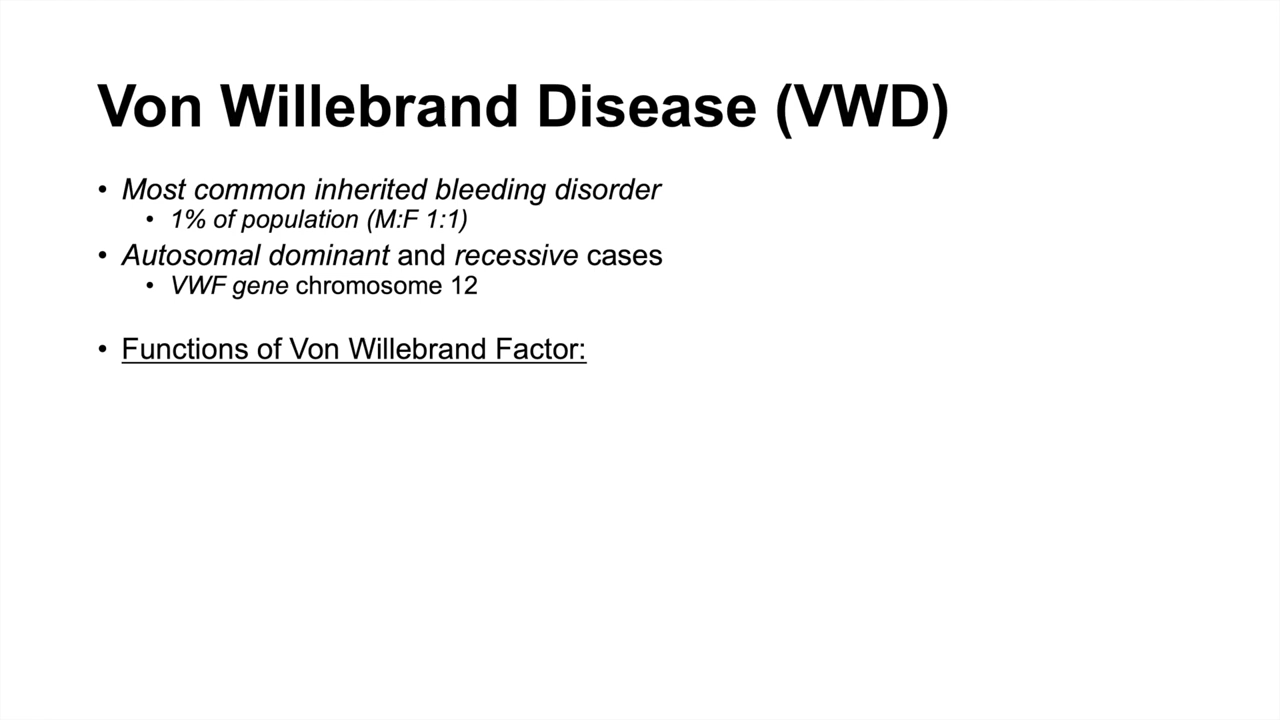 Von Willebrand Disease (VWD)
• Most common inherited bleeding disorder
• 1% of population (M:F 1:1)
• Autosomal dominant and recessive cases
• VWF gene chromosome 12
• Functions of Von Willebrand Factor: